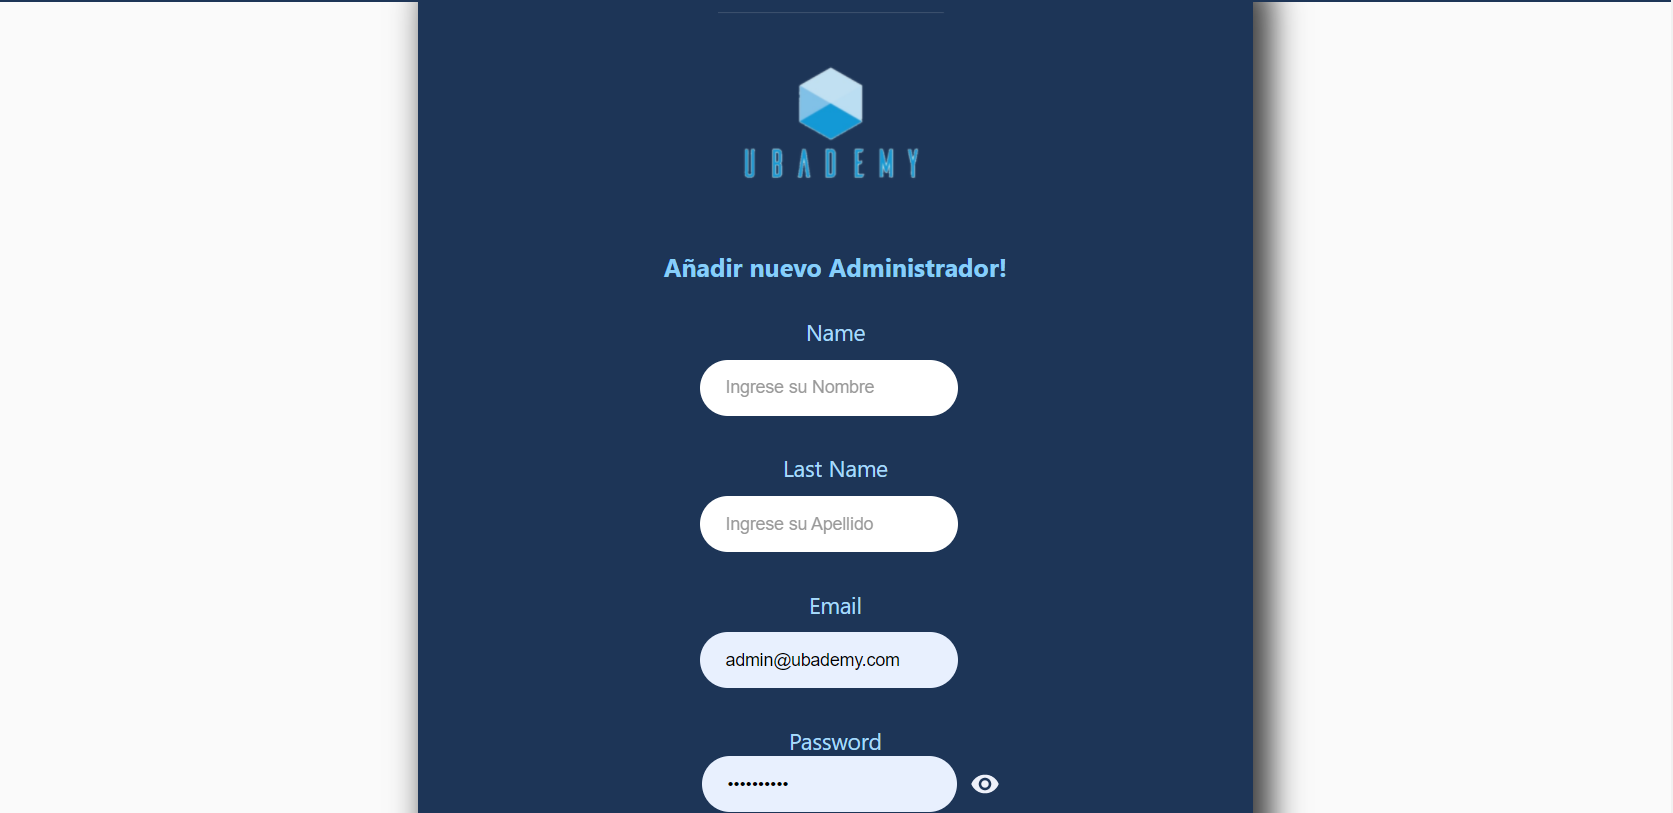 UBADEMY
Añadir nuevo Administrador!
Name
Ingrese su Nombre
Last Name
Ingrese su Apellido
Email
admin@ubademy.com
Password
••••••••••